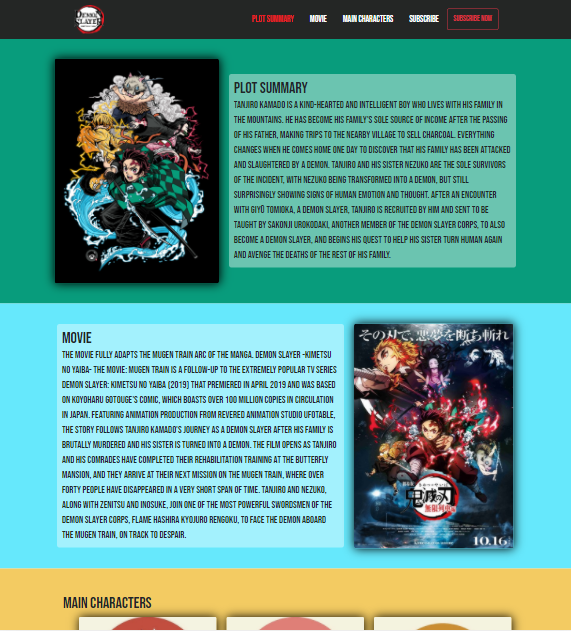 DEMON
SLAYER
PLOT SUMMARY MOVIE MAIN CHARACTERS SUBSCRIBE SUBSCRIBE NOW
PLOT SUMMARY
TANJIRO KAMADO IS A KIND-HEARTED AND INTELLIGENT BOY WHO LIVES WITH HIS FAMILY IN
THE MOUNTAINS. HE HAS BECOME HIS FAMILY'S SOLE SOURCE OF INCOME AFTER THE PASSING
OF HIS FATHER, MAKING TRIPS TO THE NEARBY VILLAGE TO SELL CHARCOAL. EVERYTHING
CHANGES WHEN HE COMES HOME ONE DAY TO DISCOVER THAT HIS FAMILY HAS BEEN ATTACKED
AND SLAUGHTERED BY A DEMON. TANJIRO AND HIS SISTER NEZUKO ARE THE SOLE SURVIVORS
OF THE INCIDENT, WITH NEZUKO BEING TRANSFORMED INTO A DEMON, BUT STILL
SURPRISINGLY SHOWING SIGNS OF HUMAN EMOTION AND THOUGHT. AFTER AN ENCOUNTER
WITH GIYŪ TOMIOKA, A DEMON SLAYER, TANJIRO IS RECRUITED BY HIM AND SENT TO BE
TAUGHT BY SAKONJI UROKODAKI, ANOTHER MEMBER OF THE DEMON SLAYER CORPS, TO ALSO
BECOME A DEMON SLAYER, AND BEGINS HIS QUEST TO HELP HIS SISTER TURN HUMAN AGAIN
AND AVENGE THE DEATHS OF THE REST OF HIS FAMILY.
MOVIE
THE MOVIE FULLY ADAPTS THE MUGEN TRAIN ARC OF THE MANGA. DEMON SLAYER -KIMETSU
NO YAIBA- THE MOVIE: MUGEN TRAIN IS A FOLLOW-UP TO THE EXTREMELY POPULAR TV SERIES
DEMON SLAYER: KIMETSU NO YAIBA (2019) THAT PREMIERED IN APRIL 2019 AND WAS BASED
ON KOYOHARU GOTOUGE'S COMIC, WHICH BOASTS OVER 100 MILLION COPIES IN CIRCULATION
IN JAPAN. FEATURING ANIMATION PRODUCTION FROM REVERED ANIMATION STUDIO UFOTABLE,
THE STORY FOLLOWS TANJIRO KAMADO'S JOURNEY AS A DEMON SLAYER AFTER HIS FAMILY IS
BRUTALLY MURDERED AND HIS SISTER IS TURNED INTO A DEMON. THE FILM OPENS AS TANJIRO
AND HIS COMRADES HAVE COMPLETED THEIR REHABILITATION TRAINING AT THE BUTTERFLY
MANSION, AND THEY ARRIVE AT THEIR NEXT MISSION ON THE MUGEN TRAIN, WHERE OVER
FORTY PEOPLE HAVE DISAPPEARED IN A VERY SHORT SPAN OF TIME. TANJIRO AND NEZUKO,
ALONG WITH ZENITSU AND INOSUKE, JOIN ONE OF THE MOST POWERFUL SWORDSMEN OF THE
DEMON SLAYER CORPS, FLAME HASHIRA KYOJURO RENGOKU, TO FACE THE DEMON ABOARD
THE MUGEN TRAIN, ON TRACK TO DESPAIR.
その刃で、悪夢を断ち斬れ
鬼滅の刃
無限列車編
10.16
MAIN CHARACTERS